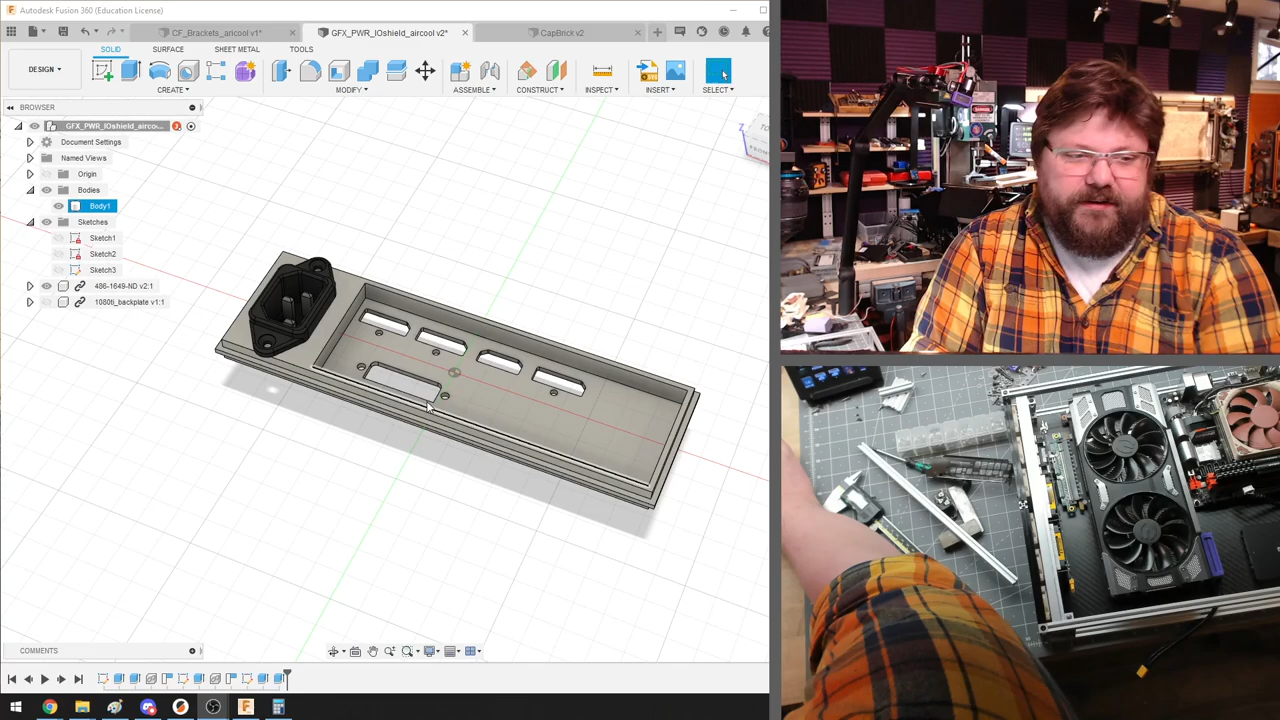 Autodesk Fusion 360 (Education License)
CF_Brackets_aircool v1*
GFX_PWR_IOshield_aircool v2*
CapBrick v2
SOLID
SURFACE
SHEET METAL
TOOLS
DESIGN
CREATE
MODIFY
ASSEMBLE
CONSTRUCT
INSPECT
INSERT
SELECT
BROWSER
GFX_PWR_IOshield_aircoo...
Document Settings
Named Views
Origin
Bodies
Body1
Sketches
Sketch1
Sketch2
Sketch3
486-1649-ND v2:1
1080ti_backplate v1:1
COMMENTS